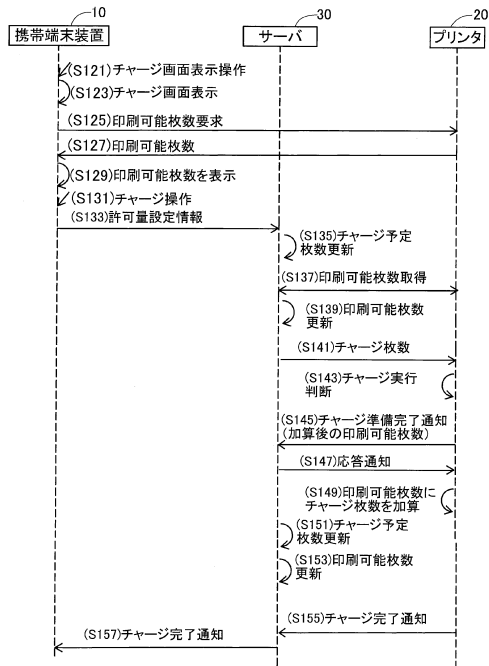 10
30
20
携帯端末装置
サーバ
プリンタ
(S121)チャージ画面表示操作
(S123)チャージ画面表示
(S125)印刷可能枚数要求
(S127)印刷可能枚数
(S129)印刷可能枚数を表示
(S131)チャージ操作
(S133)許可量設定情報
(S135)チャージ予定
枚数更新
(S137)印刷可能枚数取得
(S139)印刷可能枚数
更新
(S141)チャージ枚数
(S143)チャージ実行
判断
(S145)チャージ準備完了通知
(加算後の印刷可能枚数)
(S147)応答通知
(S149)印刷可能枚数に
チャージ枚数を加算
(S151)チャージ予定
枚数更新
(S153)印刷可能枚数
更新
(S155)チャージ完了通知
(S157)チャージ完了通知